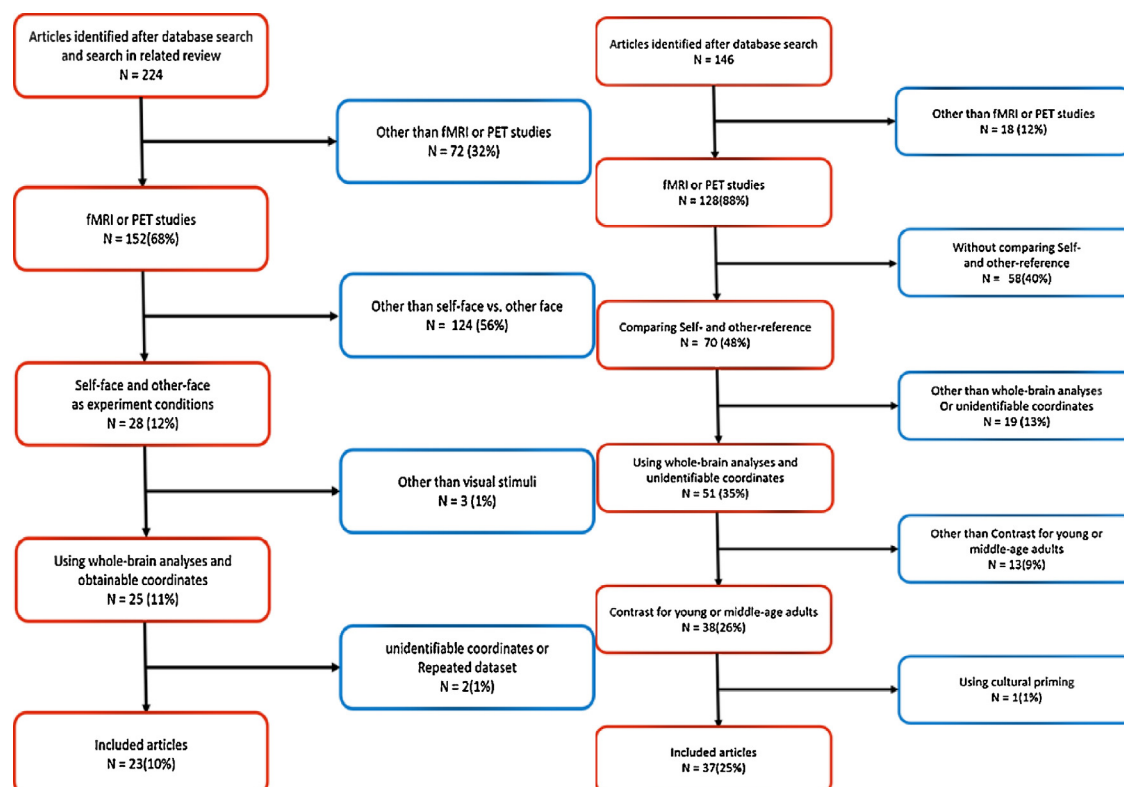 Articles identified after database search
and search in related review
N = 224
Other than fMRI or PET studies
N = 72 (32%)
fMRI or PET studies
N = 152(68%)
Other than self-face vs. other face
N = 124 (56%)
Self-face and other-face
as experiment conditions
N = 28 (12%)
Other than visual stimuli
N = 3 (1%)
Using whole-brain analyses and
obtainable coordinates
N = 25 (11%)
unidentifiable coordinates or
Repeated dataset
N = 2(1%)
Included articles
N = 23(10%)
Articles identified after database search
N = 146
Other than fMRI or PET studies
N = 18 (12%)
fMRI or PET studies
N = 128(88%)
Without comparing Self-
and other-reference
N = 58(40%)
Comparing Self- and other-reference
N = 70 (48%)
Other than whole-brain analyses
Or unidentifiable coordinates
N = 19 (13%)
Using whole-brain analyses and
unidentifiable coordinates
N = 51 (35%)
Other than Contrast for young or
middle-age adults
N = 13(9%)
Contrast for young or middle-age adults
N = 38(26%)
Using cultural priming
N = 1(1%)
Included articles
N = 37(25%)